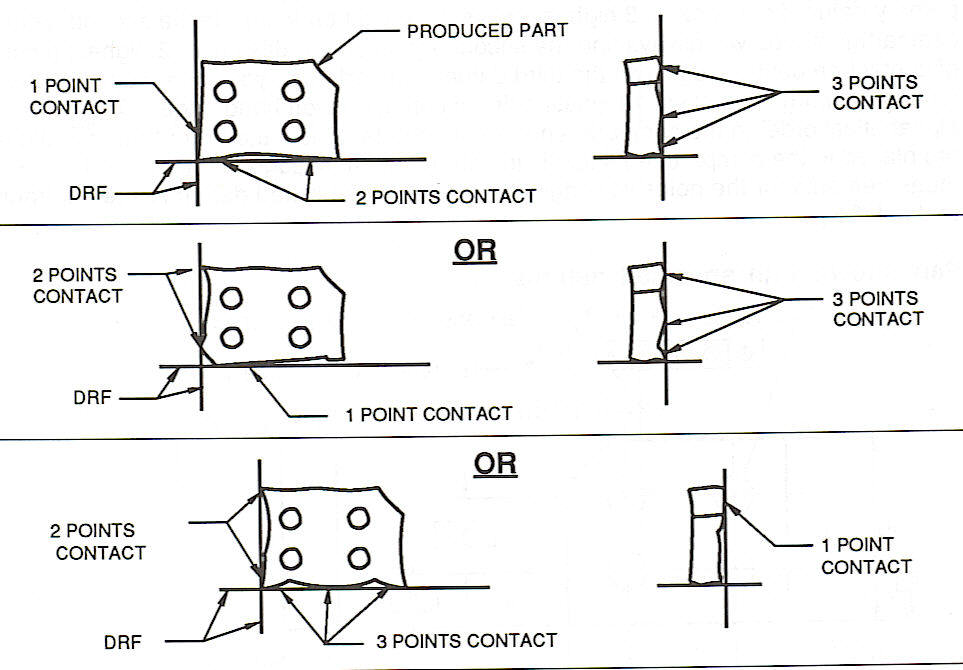 PRODUCED PART
1 POINT
CONTACT
3 POINTS
CONTACT
DRF
2 POINTS CONTACT
OR
2 POINTS
CONTACT
3 POINTS
CONTACT
DRF
1 POINT CONTACT
OR
2 POINTS
CONTACT
1 POINT
CONTACT
DRF
3 POINTS CONTACT